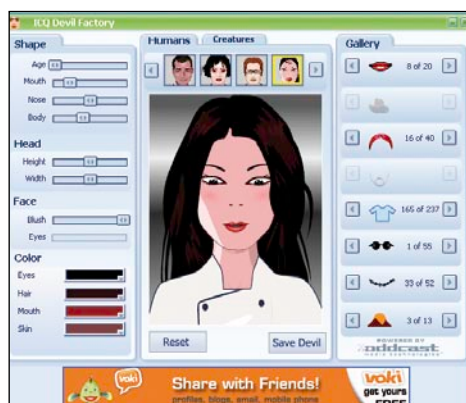 ICQ Devil Factory
Shape
Age
Mouth
Nose
Body
Head
Height
Width
Face
Blush
Eyes
Color
Eyes
Hair
Mouth
Skin
Humans
Creatures
Reset
Save Devil
Gallery
8 of 20
16 of 40
165 of 237
1 of 55
33 of 52
3 of 13
POWERED BY
oddcast
media technologies
voki
Share with Friends!
profiles, blogs, email, mobile phone
voki
get yours
FREE